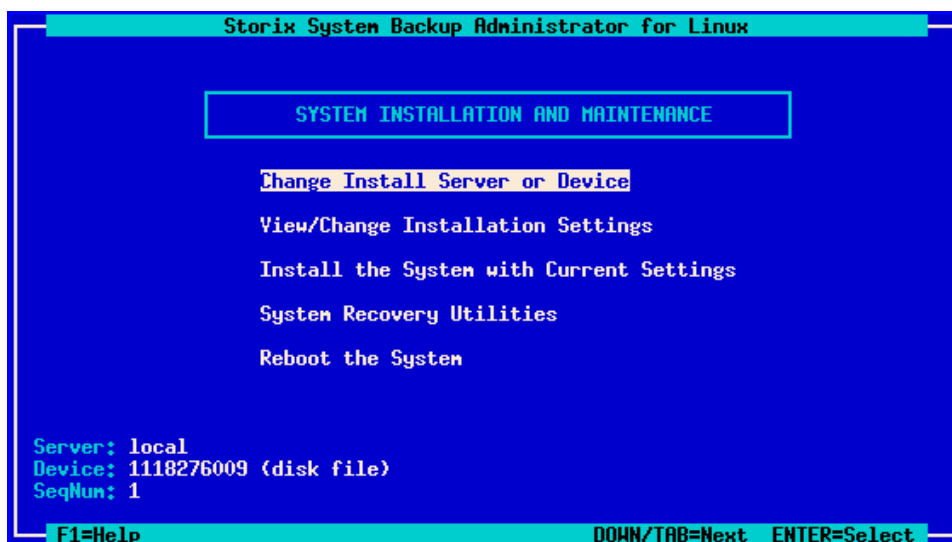 Storix System Backup Administrator for Linux
SYSTEM INSTALLATION AND MAINTENANCE
Change Install Server or Device
View/Change Installation Settings
Install the System with Current Settings
System Recovery Utilities
Reboot the System
Server: local
Device: 1118276009 (disk file)
SeqNum: 1
F1=Help DOWN/TAB=Next ENTER=Select